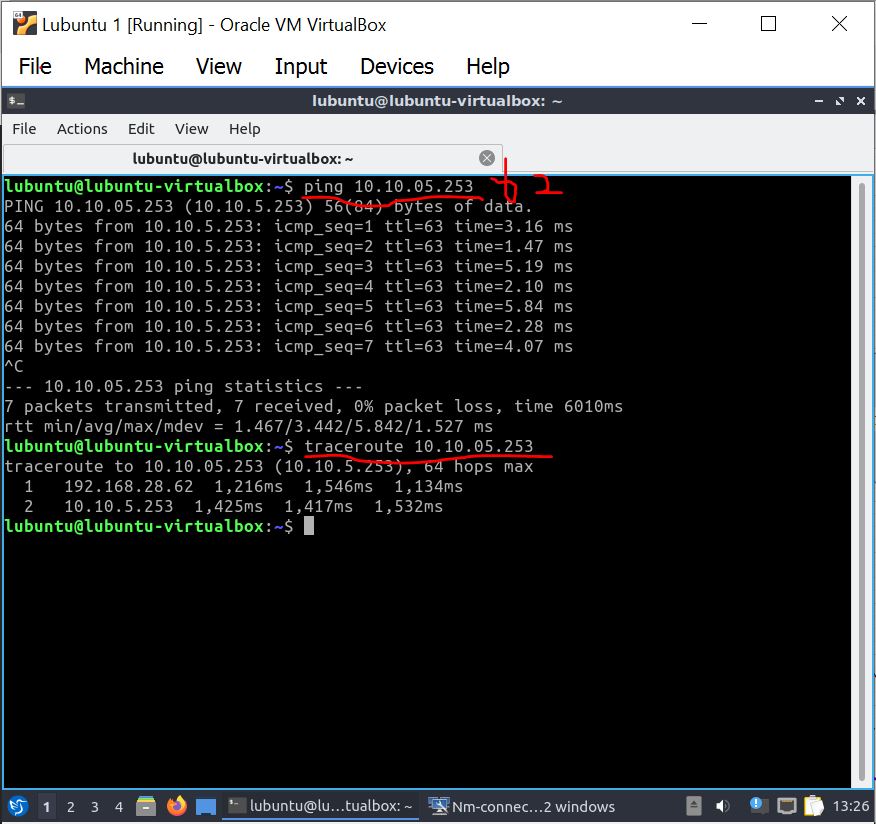 Lubuntu 1 [Running] - Oracle VM VirtualBox
File Machine View Input Devices Help
lubuntu@lubuntu-virtualbox: ~
File Actions Edit View Help
lubuntu@lubuntu-virtualbox: ~
lubuntu@lubuntu-virtualbox:~$ ping 10.10.05.253
PING 10.10.05.253 (10.10.5.253) 56(84) bytes of data.
64 bytes from 10.10.5.253: icmp_seq=1 ttl=63 time=3.16 ms
64 bytes from 10.10.5.253: icmp_seq=2 ttl=63 time=1.47 ms
64 bytes from 10.10.5.253: icmp_seq=3 ttl=63 time=5.19 ms
64 bytes from 10.10.5.253: icmp_seq=4 ttl=63 time=2.10 ms
64 bytes from 10.10.5.253: icmp_seq=5 ttl=63 time=5.84 ms
64 bytes from 10.10.5.253: icmp_seq=6 ttl=63 time=2.28 ms
64 bytes from 10.10.5.253: icmp_seq=7 ttl=63 time=4.07 ms
^C
--- 10.10.05.253 ping statistics ---
7 packets transmitted, 7 received, 0% packet loss, time 6010ms
rtt min/avg/max/mdev = 1.467/3.442/5.842/1.527 ms
lubuntu@lubuntu-virtualbox:~$ traceroute 10.10.05.253
traceroute to 10.10.05.253 (10.10.5.253), 64 hops max
1 192.168.28.62 1,216ms 1,546ms 1,134ms
2 10.10.5.253 1,425ms 1,417ms 1,532ms
lubuntu@lubuntu-virtualbox:~$
1 2 3 4 lubuntu@lu...tualbox: ~ Nm-connec...2 windows 13:26